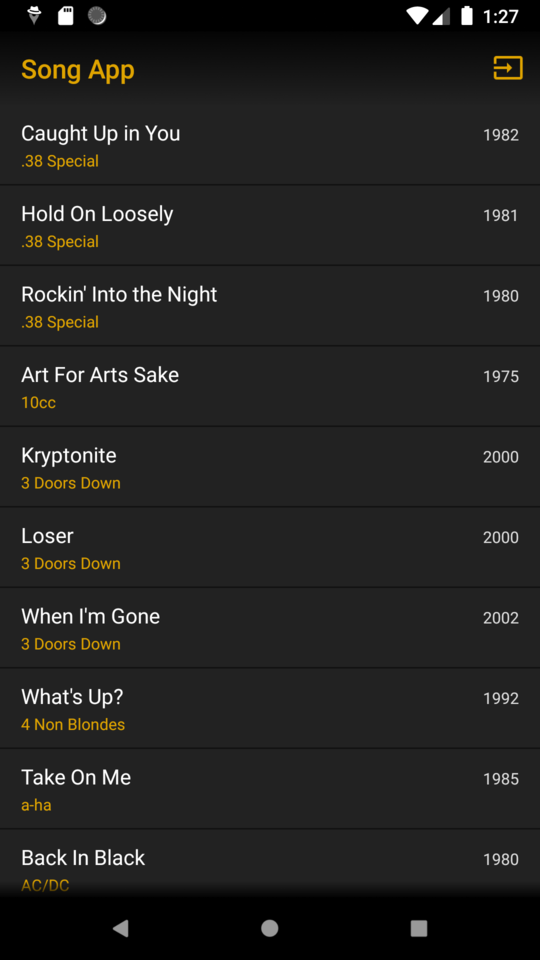 1:27
Song App
Caught Up in You 1982
.38 Special
Hold On Loosely 1981
.38 Special
Rockin' Into the Night 1980
.38 Special
Art For Arts Sake 1975
10cc
Kryptonite 2000
3 Doors Down
Loser 2000
3 Doors Down
When I'm Gone 2002
3 Doors Down
What's Up? 1992
4 Non Blondes
Take On Me 1985
a-ha
Back In Black 1980
AC/DC